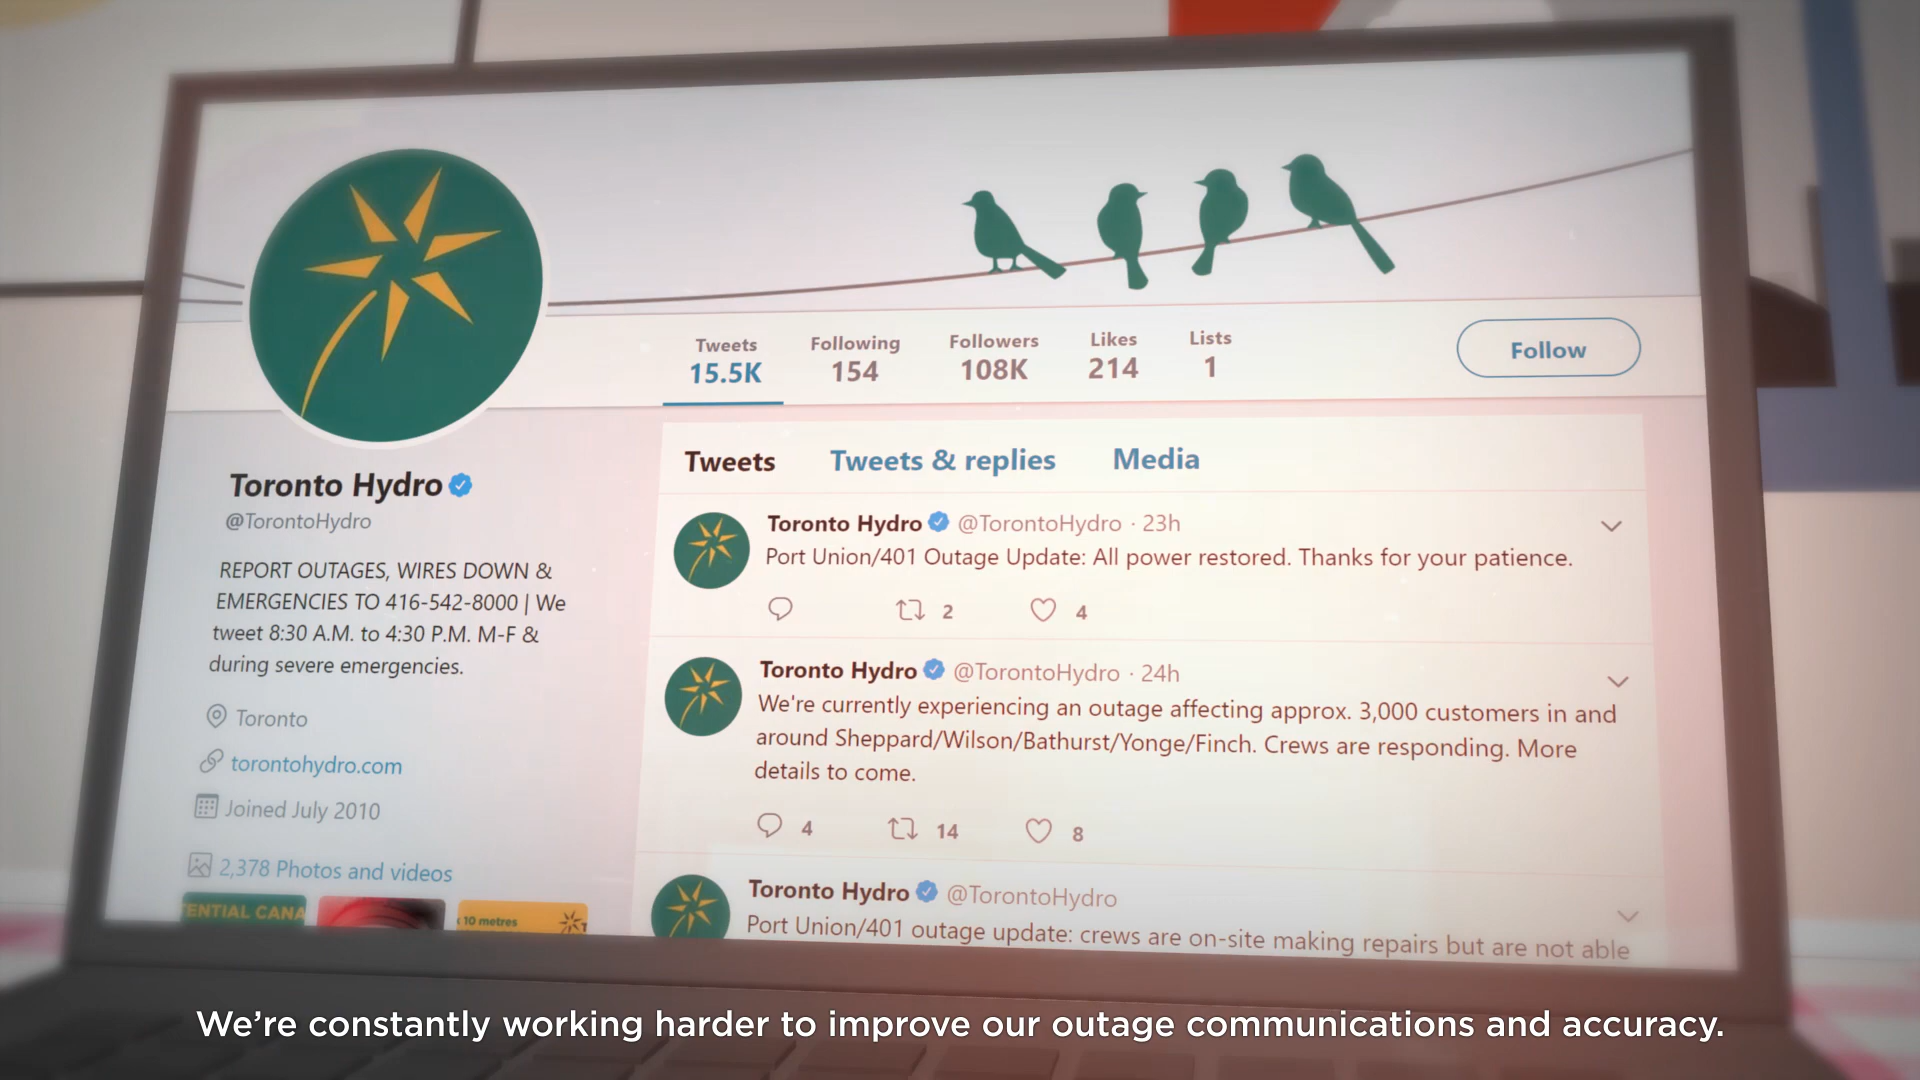 Tweets
15.5K
Following
154
Followers
108K
Likes
214
Lists
1
Follow
Toronto Hydro
@TorontoHydro
REPORT OUTAGES, WIRES DOWN &
EMERGENCIES TO 416-542-8000 | We
tweet 8:30 A.M. to 4:30 P.M. M-F &
during severe emergencies.
Toronto
torontohydro.com
Joined July 2010
2,378 Photos and videos
ENTIAL CANA
10 metres
Tweets Tweets & replies Media
Toronto Hydro @TorontoHydro · 23h
Port Union/401 Outage Update: All power restored. Thanks for your patience.
2 4
Toronto Hydro @TorontoHydro · 24h
We're currently experiencing an outage affecting approx. 3,000 customers in and
around Sheppard/Wilson/Bathurst/Yonge/Finch. Crews are responding. More
details to come.
4 14 8
Toronto Hydro @TorontoHydro
Port Union/401 outage update: crews are on-site making repairs but are not able
We're constantly working harder to improve our outage communications and accuracy.